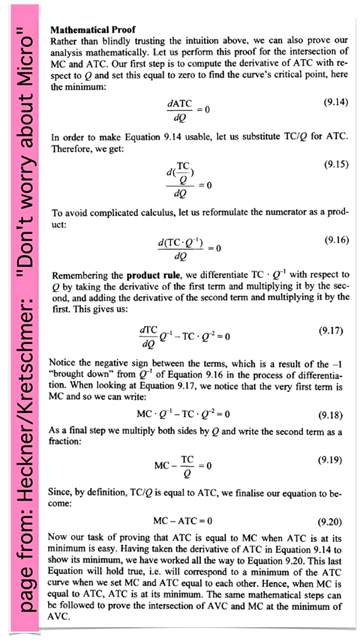 page from: Heckner/Kretschmer: "Don't worry about Micro"
Mathematical Proof
Rather than blindly trusting the intuition above, we can also prove our
analysis mathematically. Let us perform this proof for the intersection of
MC and ATC. Our first step is to compute the derivative of ATC with re-
spect to Q and set this equal to zero to find the curve's critical point, here
the minimum:
dATC/dQ = 0 (9.14)
In order to make Equation 9.14 usable, let us substitute TC/Q for ATC.
Therefore, we get:
d(TC/Q)/dQ = 0 (9.15)
To avoid complicated calculus, let us reformulate the numerator as a prod-
uct:
d(TC·Q⁻¹)/dQ = 0 (9.16)
Remembering the product rule, we differentiate TC · Q⁻¹ with respect to
Q by taking the derivative of the first term and multiplying it by the sec-
ond, and adding the derivative of the second term and multiplying it by the
first. This gives us:
dTC/dQ Q⁻¹ − TC · Q⁻² = 0 (9.17)
Notice the negative sign between the terms, which is a result of the −1
"brought down" from Q⁻¹ of Equation 9.16 in the process of differentia-
tion. When looking at Equation 9.17, we notice that the very first term is
MC and so we can write:
MC · Q⁻¹ − TC · Q⁻² = 0 (9.18)
As a final step we multiply both sides by Q and write the second term as a
fraction:
MC − TC/Q = 0 (9.19)
Since, by definition, TC/Q is equal to ATC, we finalise our equation to be-
come:
MC − ATC = 0 (9.20)
Now our task of proving that ATC is equal to MC when ATC is at its
minimum is easy. Having taken the derivative of ATC in Equation 9.14 to
show its minimum, we have worked all the way to Equation 9.20. This last
Equation will hold true, i.e. will correspond to a minimum of the ATC
curve when we set MC and ATC equal to each other. Hence, when MC is
equal to ATC, ATC is at its minimum. The same mathematical steps can
be followed to prove the intersection of AVC and MC at the minimum of
AVC.